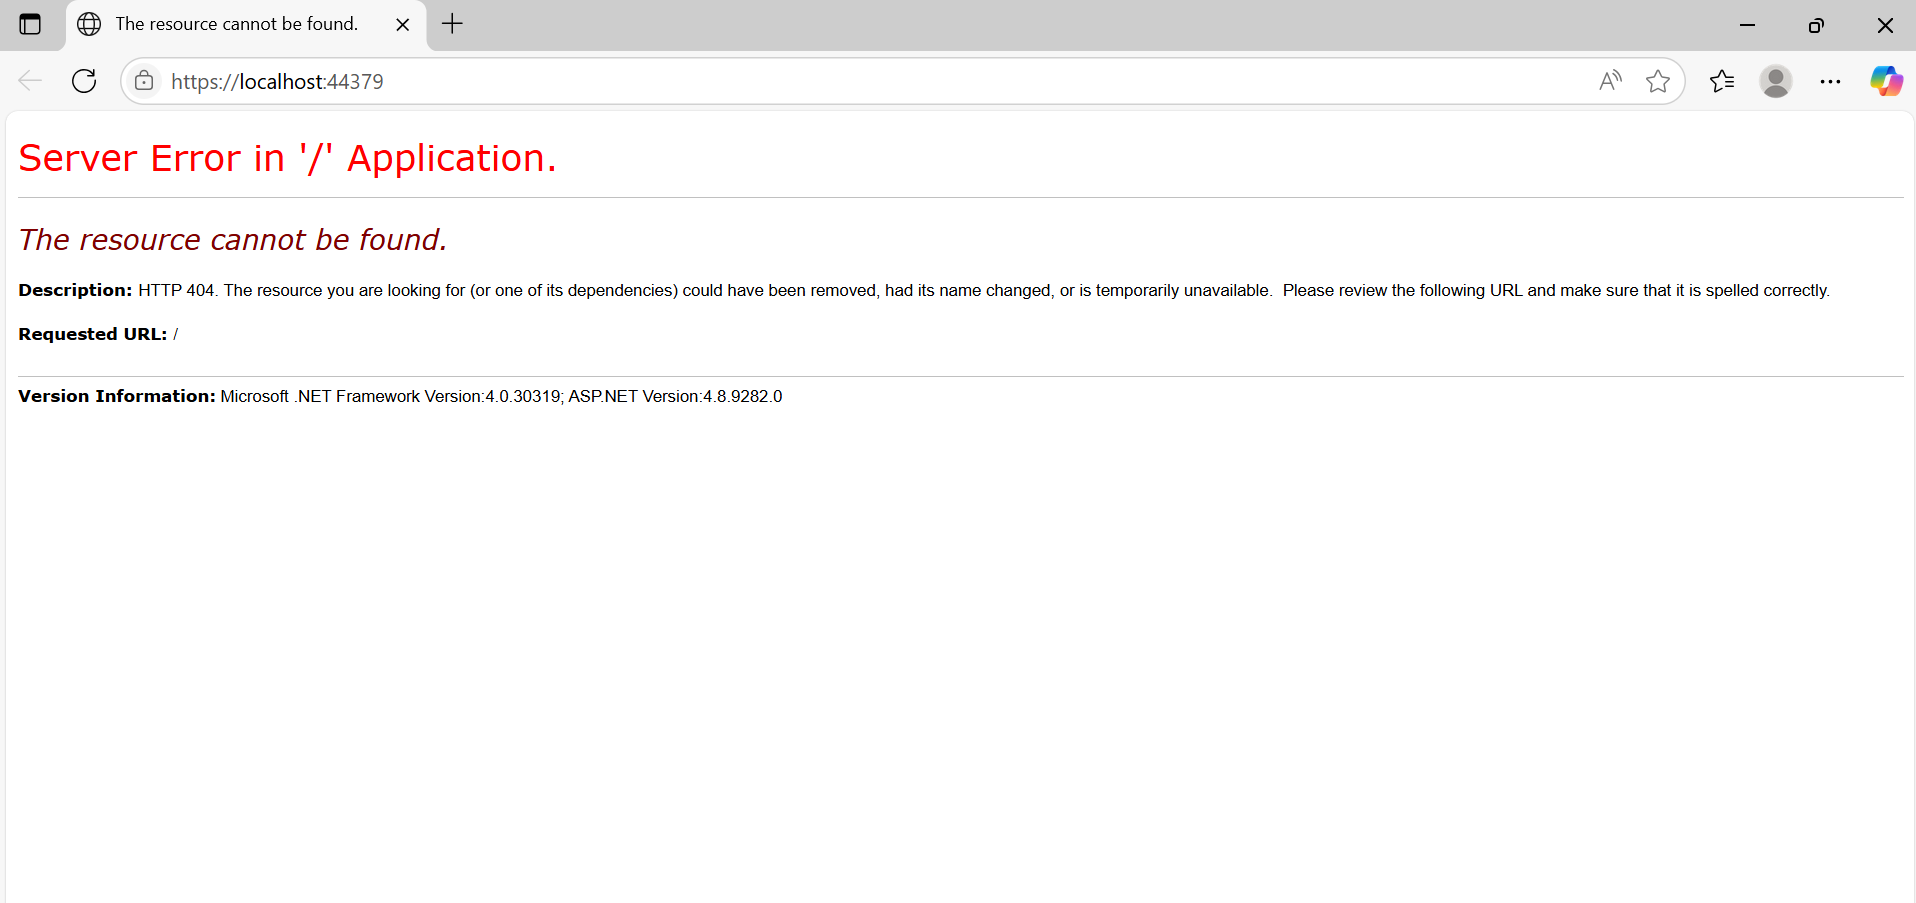 The resource cannot be found.
https://localhost:44379
Server Error in '/' Application.
The resource cannot be found.
Description: HTTP 404. The resource you are looking for (or one of its dependencies) could have been removed, had its name changed, or is temporarily unavailable.  Please review the following URL and make sure that it is spelled correctly.
Requested URL: /
Version Information: Microsoft .NET Framework Version:4.0.30319; ASP.NET Version:4.8.9282.0